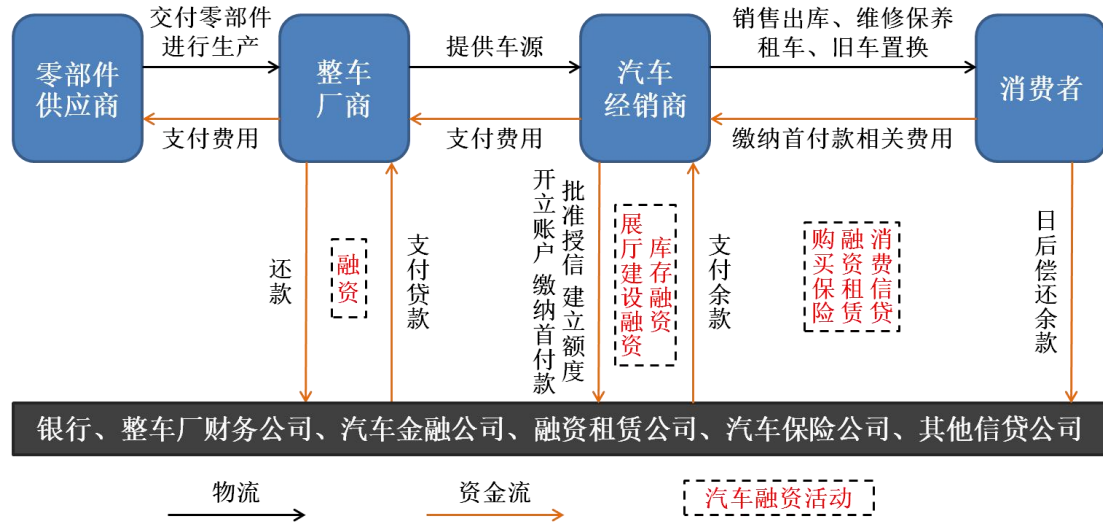 零部件
供应商
交付零部件
进行生产
支付费用
整车
厂商
提供车源
支付费用
汽车
经销商
销售出库、维修保养
租车、旧车置换
缴纳首付款相关费用
消费者
还款
融资
支付贷款
开立账户 缴纳首付款
批准授信 建立额度
展厅建设融资
库存融资
支付余款
购买保险
融资租赁
消费信贷
日后偿还余款
银行、整车厂财务公司、汽车金融公司、融资租赁公司、汽车保险公司、其他信贷公司
物流
资金流
汽车融资活动